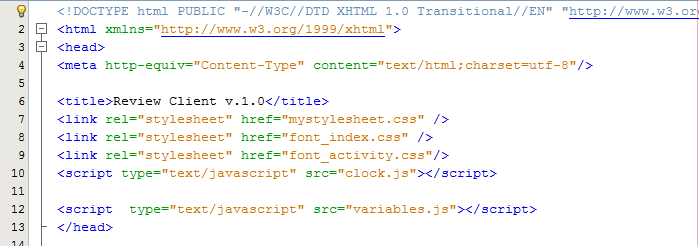 <!DOCTYPE html PUBLIC "-//W3C//DTD XHTML 1.0 Transitional//EN" "http://www.w3.or
2 <html xmlns="http://www.w3.org/1999/xhtml">
3 <head>
4 <meta http-equiv="Content-Type" content="text/html;charset=utf-8"/>
5
6 <title>Review Client v.1.0</title>
7 <link rel="stylesheet" href="mystylesheet.css" />
8 <link rel="stylesheet" href="font_index.css" />
9 <link rel="stylesheet" href="font_activity.css"/>
10 <script type="text/javascript" src="clock.js"></script>
11
12 <script  type="text/javascript" src="variables.js"></script>
13 </head>
14